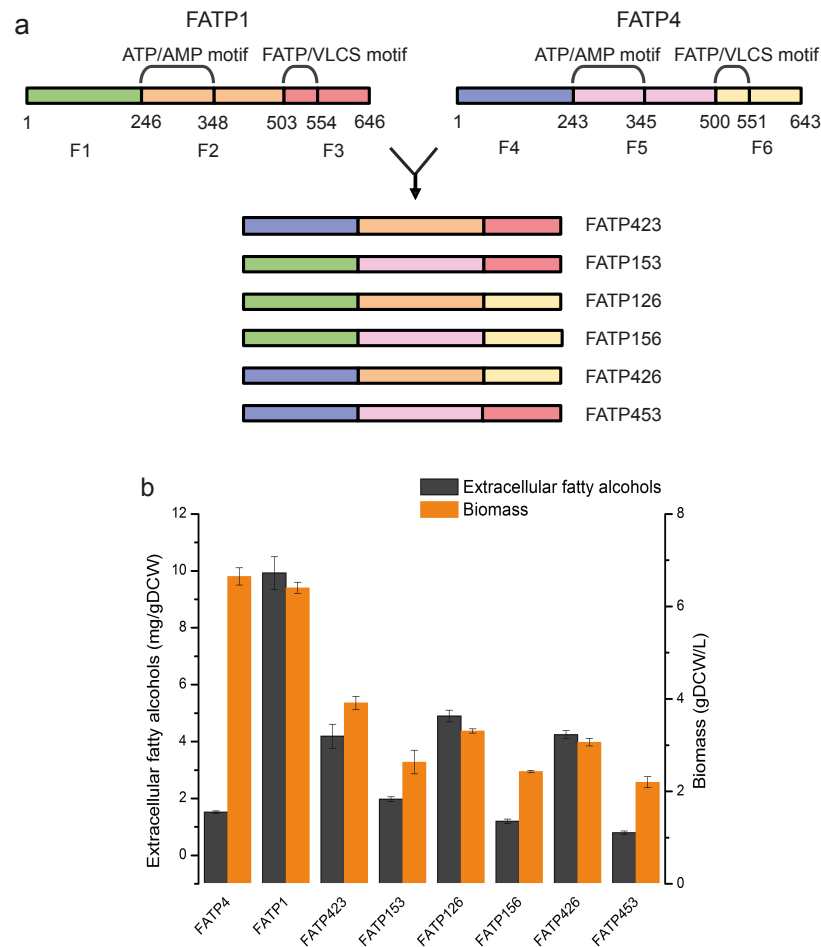 a
FATP1 FATP4
ATP/AMP motif FATP/VLCS motif ATP/AMP motif FATP/VLCS motif
1 246 348 503 554 646 1 243 345 500 551 643
F1 F2 F3 F4 F5 F6
FATP423
FATP153
FATP126
FATP156
FATP426
FATP453
b
Extracellular fatty alcohols
Biomass
Extracellular fatty alcohols (mg/gDCW)
12
10
8
6
4
2
0
8
6
4
2
0
Biomass (gDCW/L)
FATP4 FATP1 FATP423 FATP153 FATP126 FATP156 FATP426 FATP453